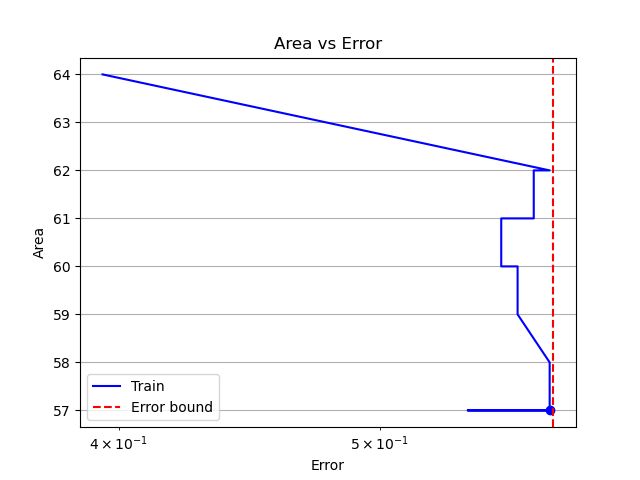 Area vs Error
64
63
62
61
60
59
58
57
Area
Train
Error bound
4 × 10⁻¹
5 × 10⁻¹
Error